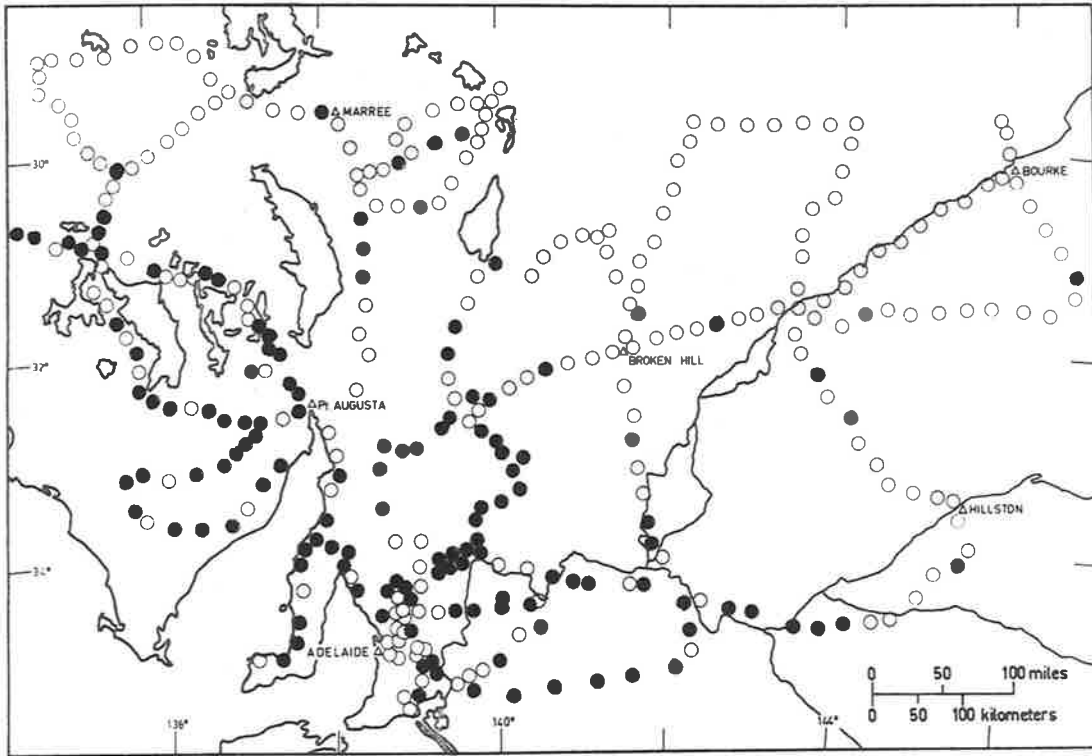 MARREE
30°
BOURKE
32°
BROKEN HILL
Pt AUGUSTA
HILLSTON
34°
ADELAIDE
0 50 100 miles
0 50 100 kilometers
138°
140°
144°